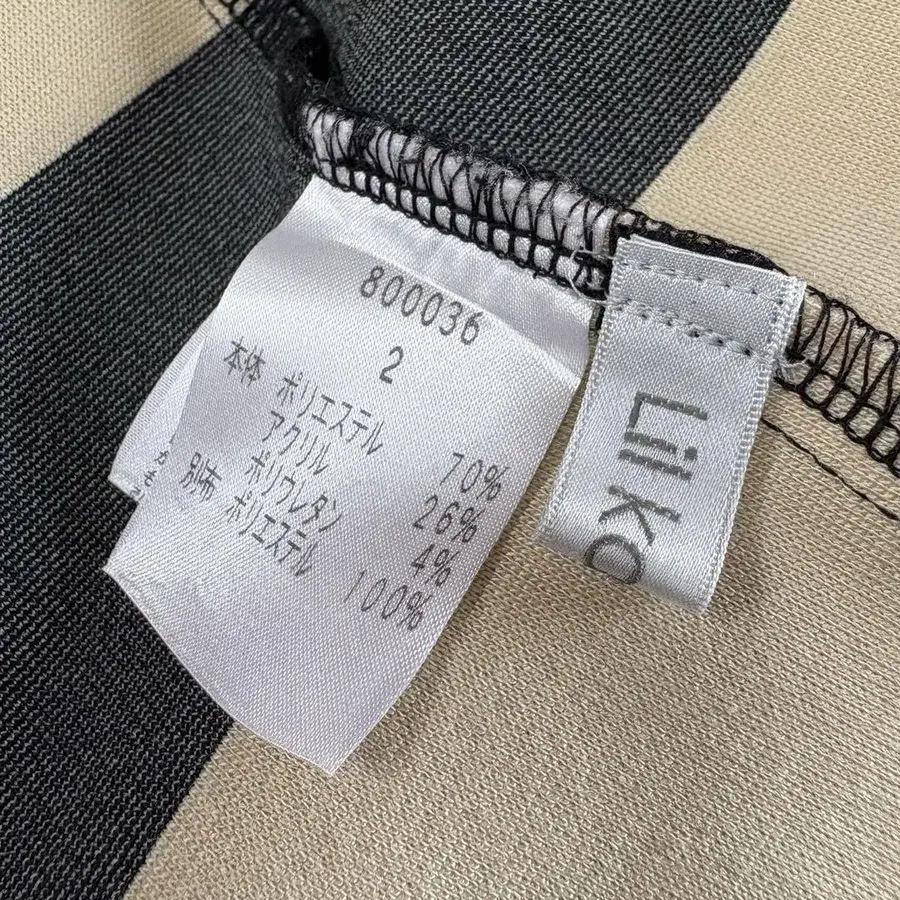 800036
2
本体 ポリエステル 70%
アクリル 26%
ポリウレタン 4%
別布 ポリエステル 100%
Lil ka